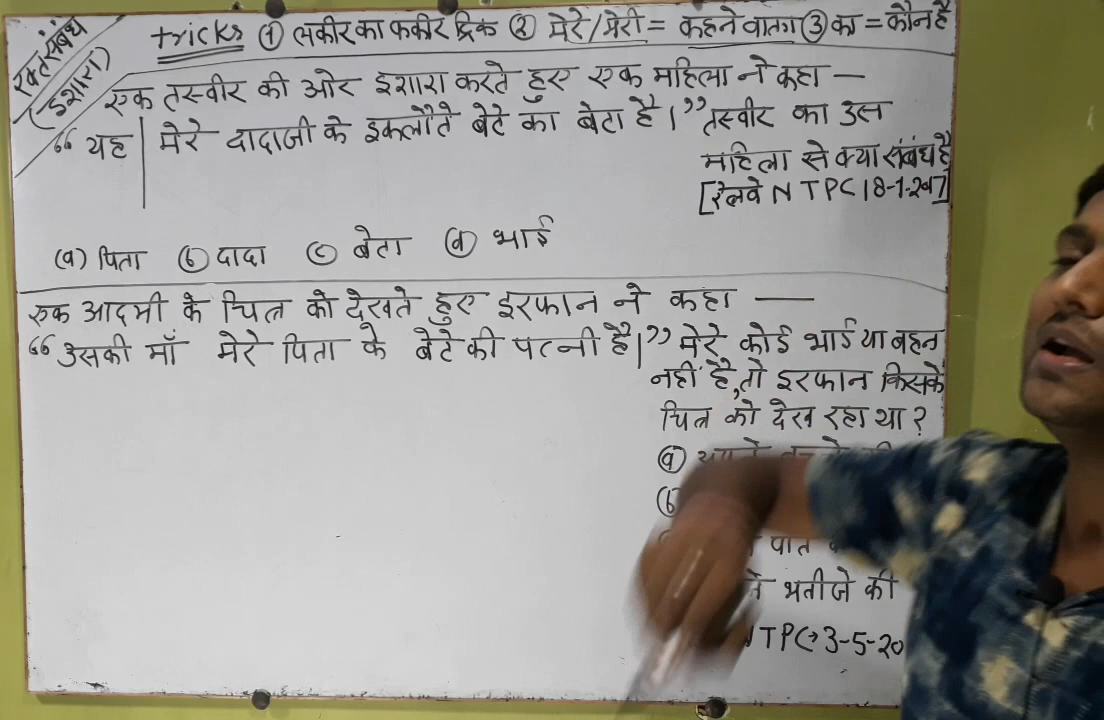 रक्त संबंध
(इशारा)
tricks ① लकीर का फकीर ट्रिक ② मेरे/मेरी = कहने वाला ③ का = कौन है
एक तस्वीर की ओर इशारा करते हुए एक महिला ने कहा —
“ यह | मेरे दादाजी के इकलौते बेटे का बेटा है।” तस्वीर का उस
महिला से क्या संबंध है
[रेलवे NTPC 18-1-2017]
(a) पिता (b) दादा (c) बेटा (d) भाई
एक आदमी के चित्र को देखते हुए इरफान ने कहा —
“ उसकी माँ मेरे पिता के बेटे की पत्नी है।” मेरे कोई भाई या बहन
नहीं है, तो इरफान किसके
चित्र को देख रहा था ?
(a)
(b)
भतीजे की
NTPC→3-5-20